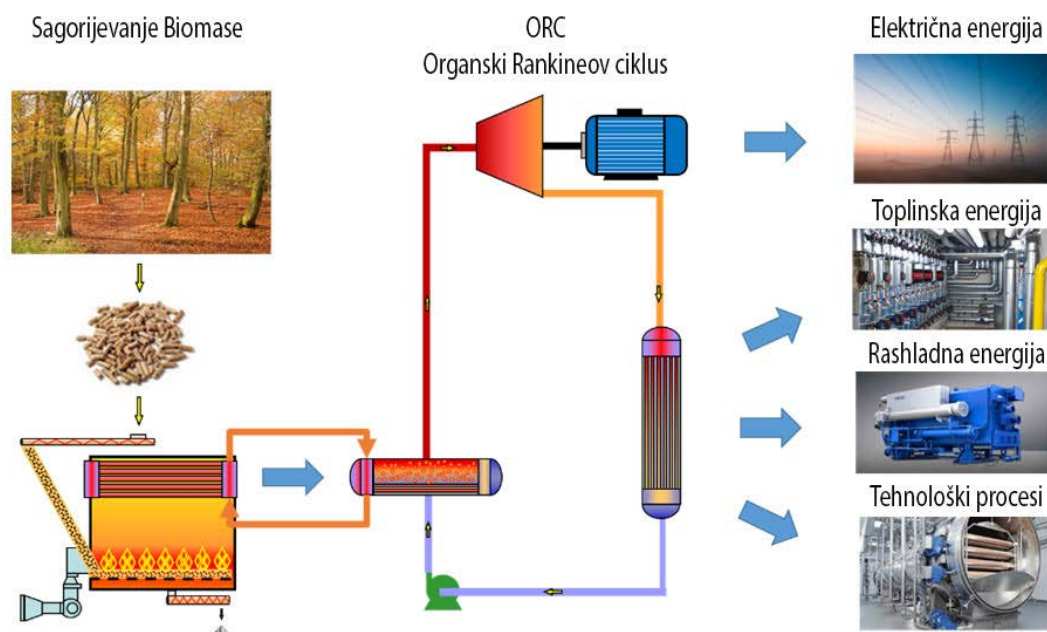 Sagorijevanje Biomase
ORC
Organski Rankineov ciklus
Električna energija
Toplinska energija
Rashladna energija
Tehnološki procesi